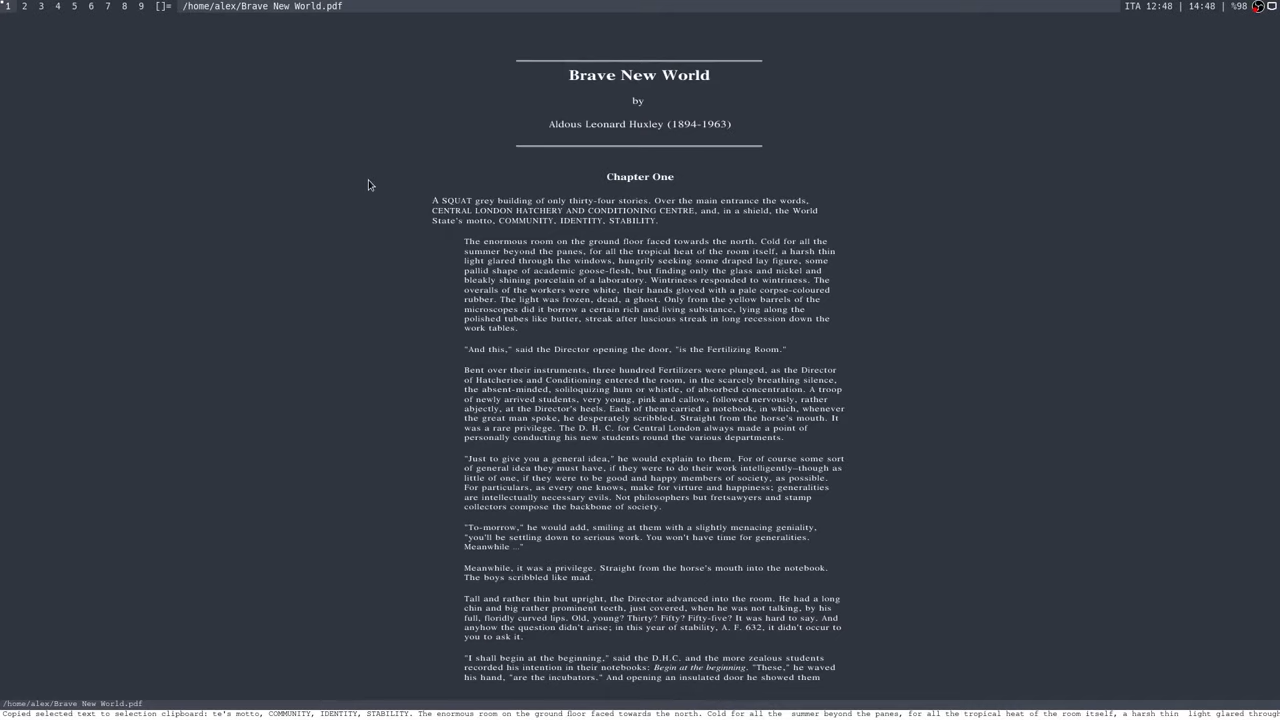 1 2 3 4 5 6 7 8 9 []= /home/alex/Brave New World.pdf ITA 12:48 | 14:48 | %98
Brave New World
by
Aldous Leonard Huxley (1894-1963)
Chapter One
A SQUAT grey building of only thirty-four stories. Over the main entrance the words,
CENTRAL LONDON HATCHERY AND CONDITIONING CENTRE, and, in a shield, the World
State's motto, COMMUNITY, IDENTITY, STABILITY.
The enormous room on the ground floor faced towards the north. Cold for all the
summer beyond the panes, for all the tropical heat of the room itself, a harsh thin
light glared through the windows, hungrily seeking some draped lay figure, some
pallid shape of academic goose-flesh, but finding only the glass and nickel and
bleakly shining porcelain of a laboratory. Wintriness responded to wintriness. The
overalls of the workers were white, their hands gloved with a pale corpse-coloured
rubber. The light was frozen, dead, a ghost. Only from the yellow barrels of the
microscopes did it borrow a certain rich and living substance, lying along the
polished tubes like butter, streak after luscious streak in long recession down the
work tables.
"And this," said the Director opening the door, "is the Fertilizing Room."
Bent over their instruments, three hundred Fertilizers were plunged, as the Director
of Hatcheries and Conditioning entered the room, in the scarcely breathing silence,
the absent-minded, soliloquizing hum or whistle, of absorbed concentration. A troop
of newly arrived students, very young, pink and callow, followed nervously, rather
abjectly, at the Director's heels. Each of them carried a notebook, in which, whenever
the great man spoke, he desperately scribbled. Straight from the horse's mouth. It
was a rare privilege. The D. H. C. for Central London always made a point of
personally conducting his new students round the various departments.
"Just to give you a general idea," he would explain to them. For of course some sort
of general idea they must have, if they were to do their work intelligently–though as
little of one, if they were to be good and happy members of society, as possible.
For particulars, as every one knows, make for virture and happiness; generalities
are intellectually necessary evils. Not philosophers but fretsawyers and stamp
collectors compose the backbone of society.
"To-morrow," he would add, smiling at them with a slightly menacing geniality,
"you'll be settling down to serious work. You won't have time for generalities.
Meanwhile ..."
Meanwhile, it was a privilege. Straight from the horse's mouth into the notebook.
The boys scribbled like mad.
Tall and rather thin but upright, the Director advanced into the room. He had a long
chin and big rather prominent teeth, just covered, when he was not talking, by his
full, floridly curved lips. Old, young? Thirty? Fifty? Fifty-five? It was hard to say. And
anyhow the question didn't arise; in this year of stability, A. F. 632, it didn't occur to
you to ask it.
"I shall begin at the beginning," said the D.H.C. and the more zealous students
recorded his intention in their notebooks: Begin at the beginning. "These," he waved
his hand, "are the incubators." And opening an insulated door he showed them
/home/alex/Brave New World.pdf
Copied selected text to selection clipboard: te's motto, COMMUNITY, IDENTITY, STABILITY. The enormous room on the ground floor faced towards the north. Cold for all the  summer beyond the panes, for all the tropical heat of the room itself, a harsh thin  light glared throug